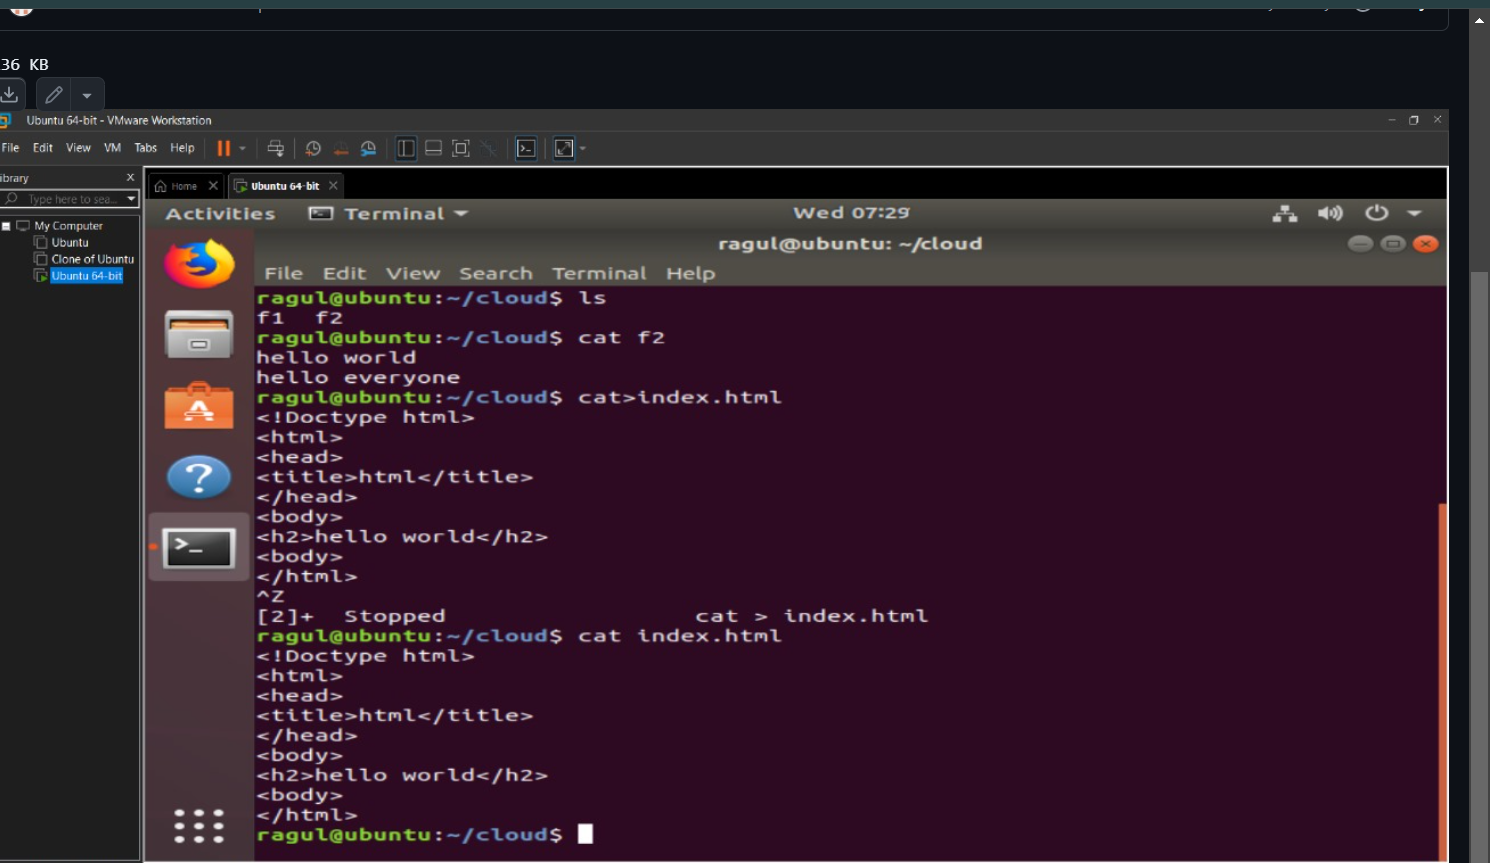 36 KB
Ubuntu 64-bit - VMware Workstation
File Edit View VM Tabs Help
ibrary
Type here to sea...
My Computer
Ubuntu
Clone of Ubuntu
Ubuntu 64-bit
Home Ubuntu 64-bit
Activities Terminal Wed 07:29
ragul@ubuntu: ~/cloud
File Edit View Search Terminal Help
ragul@ubuntu:~/cloud$ ls
f1 f2
ragul@ubuntu:~/cloud$ cat f2
hello world
hello everyone
ragul@ubuntu:~/cloud$ cat>index.html
<!Doctype html>
<html>
<head>
<title>html</title>
</head>
<body>
<h2>hello world</h2>
<body>
</html>
^Z
[2]+ Stopped cat > index.html
ragul@ubuntu:~/cloud$ cat index.html
<!Doctype html>
<html>
<head>
<title>html</title>
</head>
<body>
<h2>hello world</h2>
<body>
</html>
ragul@ubuntu:~/cloud$